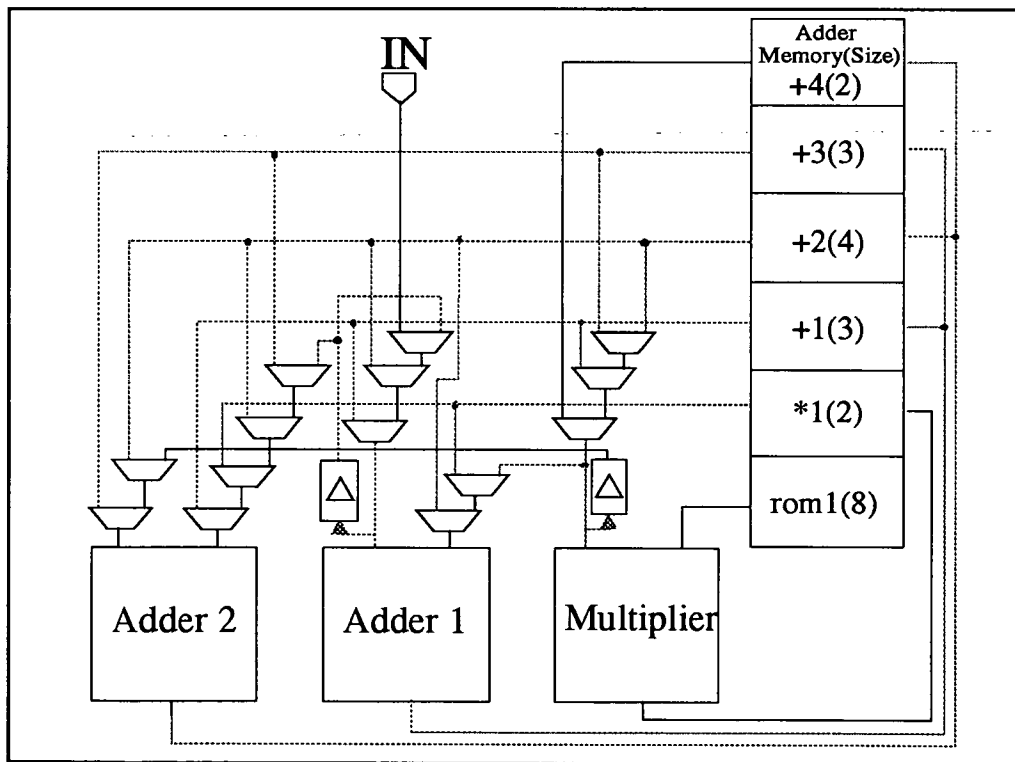 IN
Adder
Memory(Size)
+4(2)
+3(3)
+2(4)
+1(3)
*1(2)
rom1(8)
Adder 2
Adder 1
Multiplier